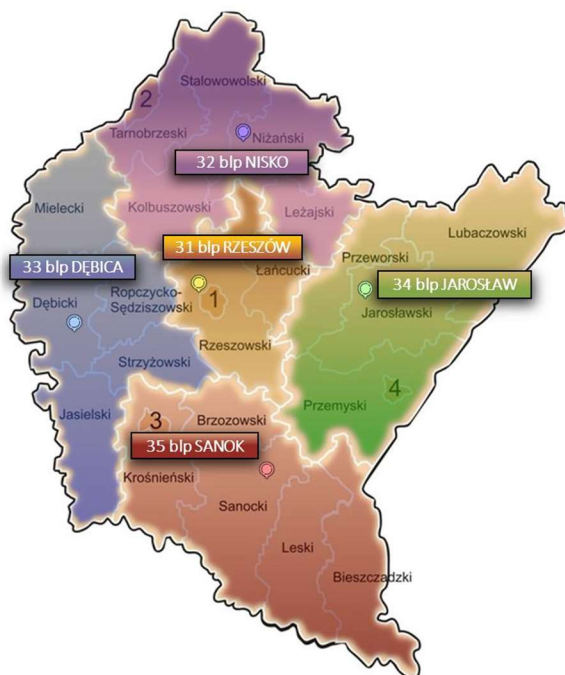 Stalowowolski
2
Tarnobrzeski
Niżański
32 blp NISKO
Mielecki
Kolbuszowski
Leżajski
Lubaczowski
31 blp RZESZÓW
Przeworski
33 blp DĘBICA
Łańcucki
34 blp JAROSŁAW
Dębicki
Ropczycko-
Sędziszowski
1
Jarosławski
Rzeszowski
Strzyżowski
4
Przemyski
Jasielski
3
Brzozowski
35 blp SANOK
Krośnieński
Sanocki
Leski
Bieszczadzki